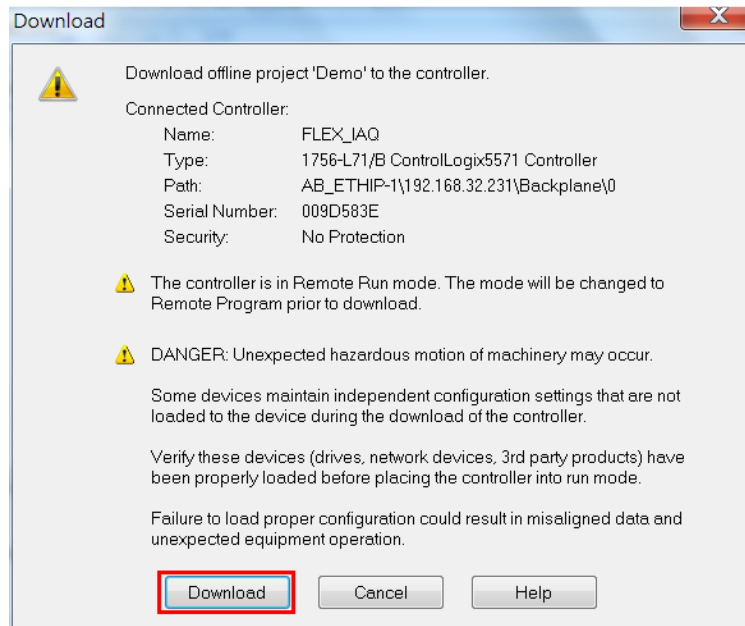 Download
Download offline project 'Demo' to the controller.
Connected Controller:
Name: FLEX_IAQ
Type: 1756-L71/B ControlLogix5571 Controller
Path: AB_ETHIP-1\192.168.32.231\Backplane\0
Serial Number: 009D583E
Security: No Protection
The controller is in Remote Run mode. The mode will be changed to
Remote Program prior to download.
DANGER: Unexpected hazardous motion of machinery may occur.
Some devices maintain independent configuration settings that are not
loaded to the device during the download of the controller.
Verify these devices (drives, network devices, 3rd party products) have
been properly loaded before placing the controller into run mode.
Failure to load proper configuration could result in misaligned data and
unexpected equipment operation.
Download Cancel Help